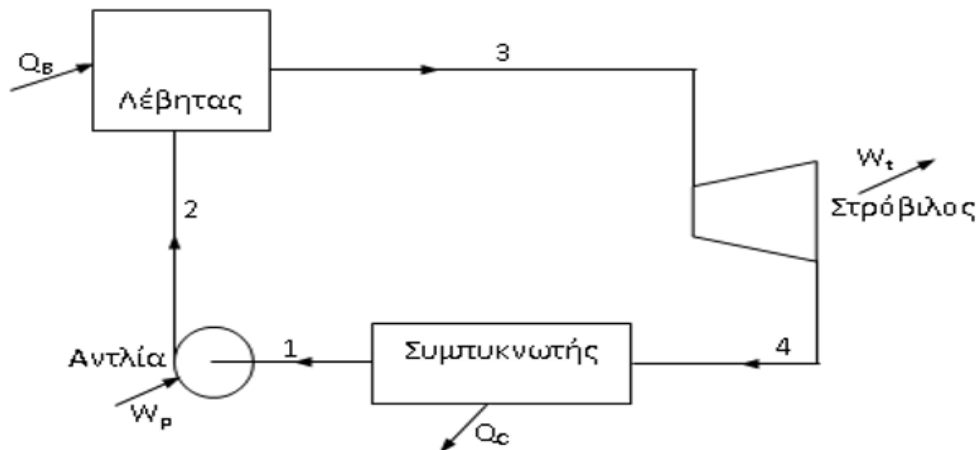 Q_B
Λέβητας
3
W_t
Στρόβιλος
2
Αντλία
1
Συμπυκνωτής
4
W_p
Q_C